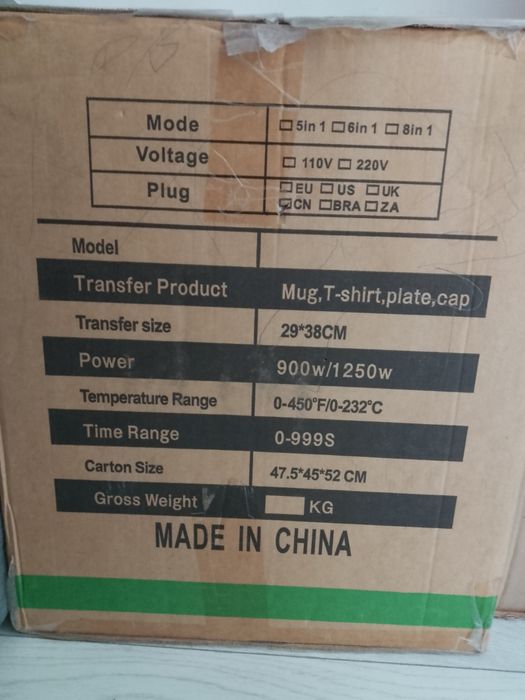 Mode 5in 1 6in 1 8in 1
Voltage 110V 220V
Plug EU US UK
CN BRA ZA
Model
Transfer Product Mug,T-shirt,plate,cap
Transfer size 29*38CM
Power 900w/1250w
Temperature Range 0-450°F/0-232°C
Time Range 0-999S
Carton Size 47.5*45*52 CM
Gross Weight KG
MADE IN CHINA